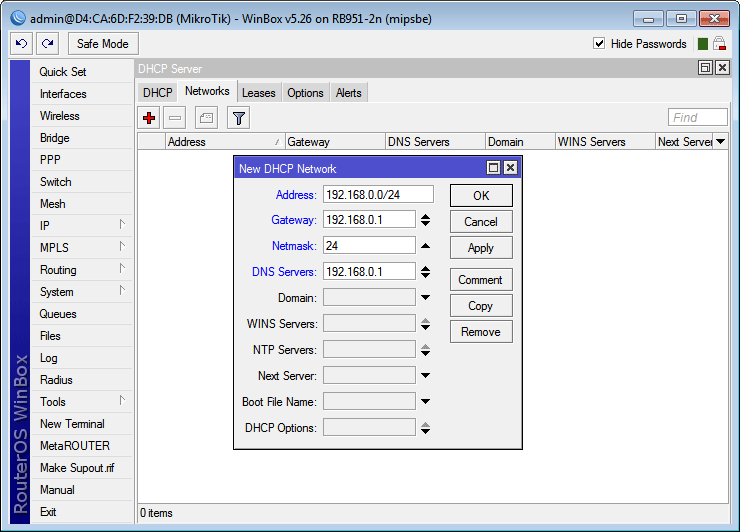 admin@D4:CA:6D:F2:39:DB (MikroTik) - WinBox v5.26 on RB951-2n (mipsbe)
Safe Mode
Hide Passwords
Quick Set
Interfaces
Wireless
Bridge
PPP
Switch
Mesh
IP
MPLS
Routing
System
Queues
Files
Log
Radius
Tools
New Terminal
MetaROUTER
Make Supout.rif
Manual
Exit
RouterOS WinBox
DHCP Server
DHCP Networks Leases Options Alerts
Find
Address Gateway DNS Servers Domain WINS Servers Next Server
New DHCP Network
Address: 192.168.0.0/24
Gateway: 192.168.0.1
Netmask: 24
DNS Servers: 192.168.0.1
Domain:
WINS Servers:
NTP Servers:
Next Server:
Boot File Name:
DHCP Options:
OK
Cancel
Apply
Comment
Copy
Remove
0 items